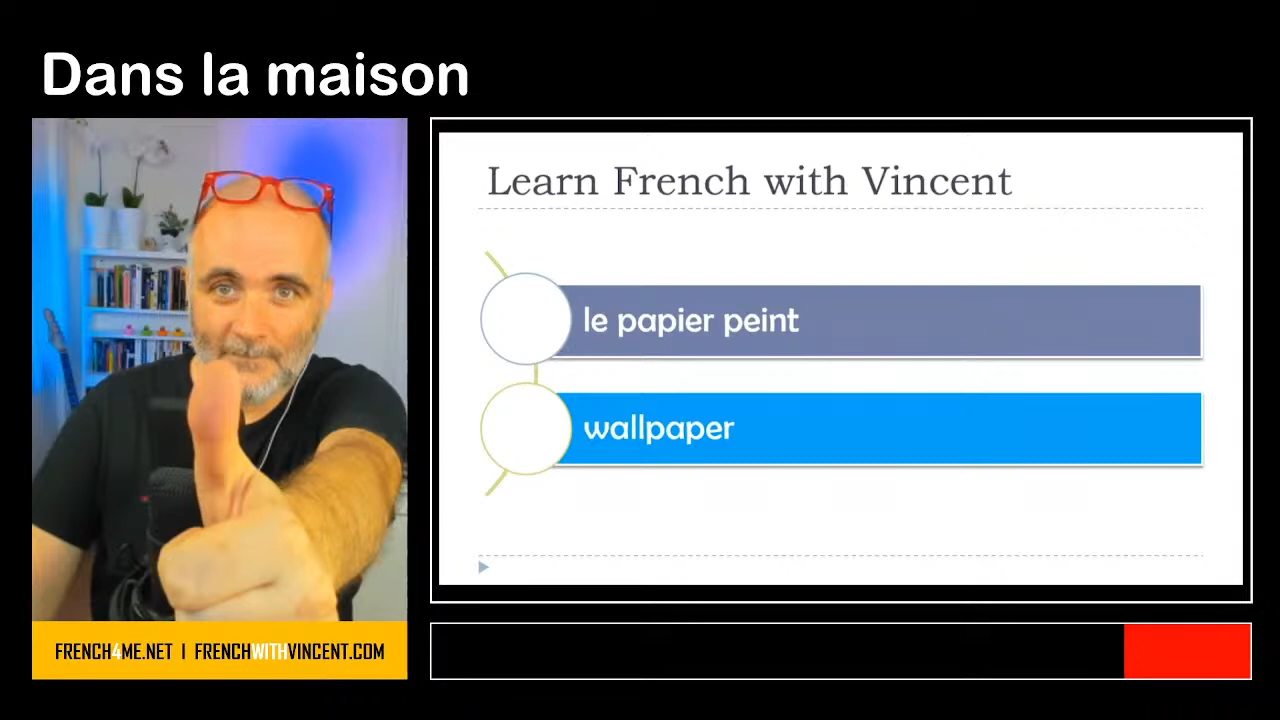 Dans la maison
Learn French with Vincent
le papier peint
wallpaper
FRENCH4ME.NET | FRENCHWITHVINCENT.COM